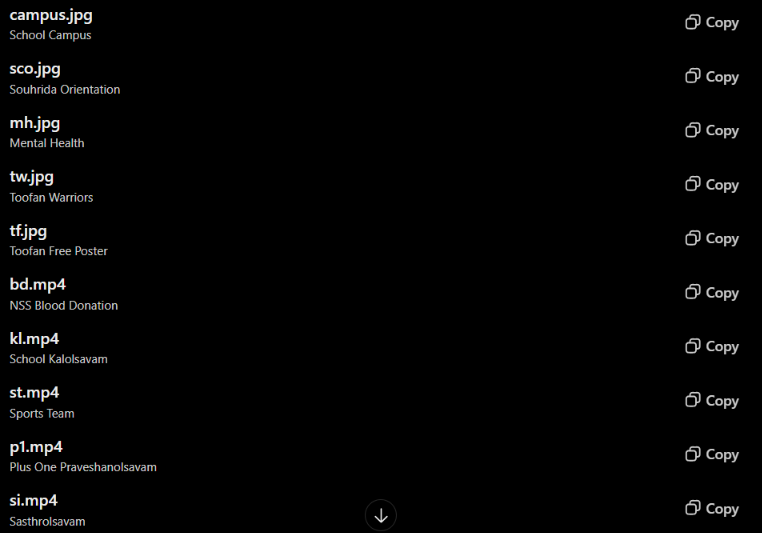 campus.jpg
School Campus
Copy
sco.jpg
Souhrida Orientation
Copy
mh.jpg
Mental Health
Copy
tw.jpg
Toofan Warriors
Copy
tf.jpg
Toofan Free Poster
Copy
bd.mp4
NSS Blood Donation
Copy
kl.mp4
School Kalolsavam
Copy
st.mp4
Sports Team
Copy
p1.mp4
Plus One Praveshanolsavam
Copy
si.mp4
Sasthrolsavam
Copy